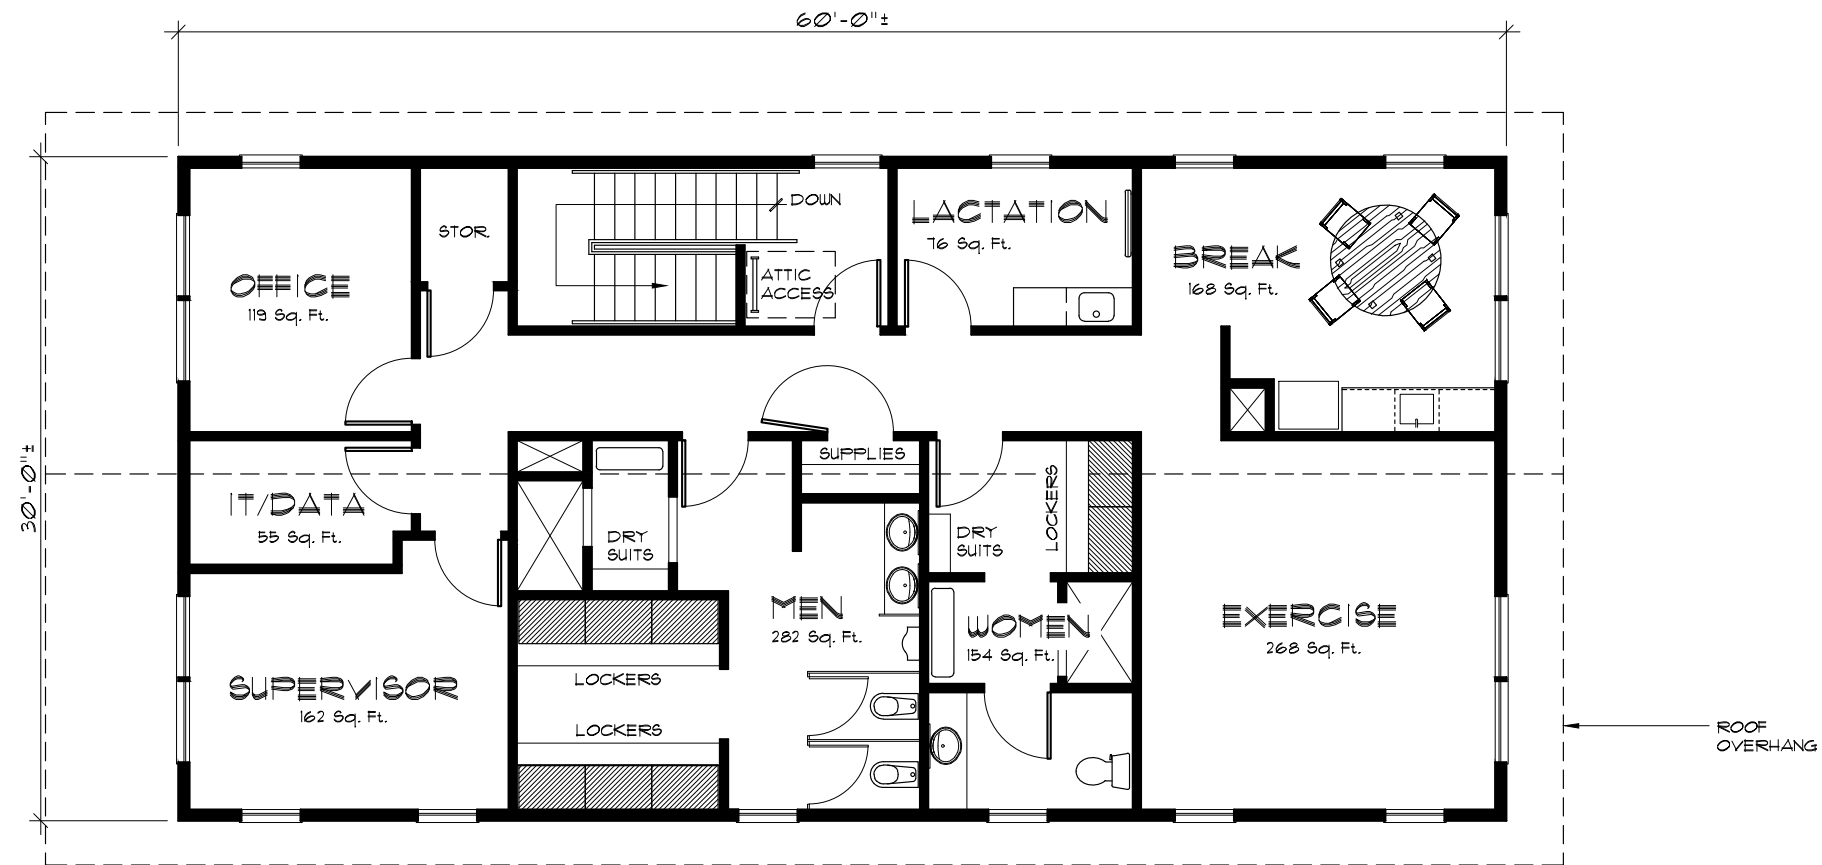 60'-0"±
DOWN
LACTATION
76 Sq. Ft.
STOR.
BREAK
168 Sq. Ft.
OFFICE
119 Sq. Ft.
ATTIC
ACCESS
30'-0"±
SUPPLIES
IT/DATA
55 Sq. Ft.
DRY
SUITS
DRY
SUITS
LOCKERS
MEN
282 Sq. Ft.
WOMEN
154 Sq. Ft.
EXERCISE
268 Sq. Ft.
SUPERVISOR
162 Sq. Ft.
LOCKERS
LOCKERS
ROOF
OVERHANG